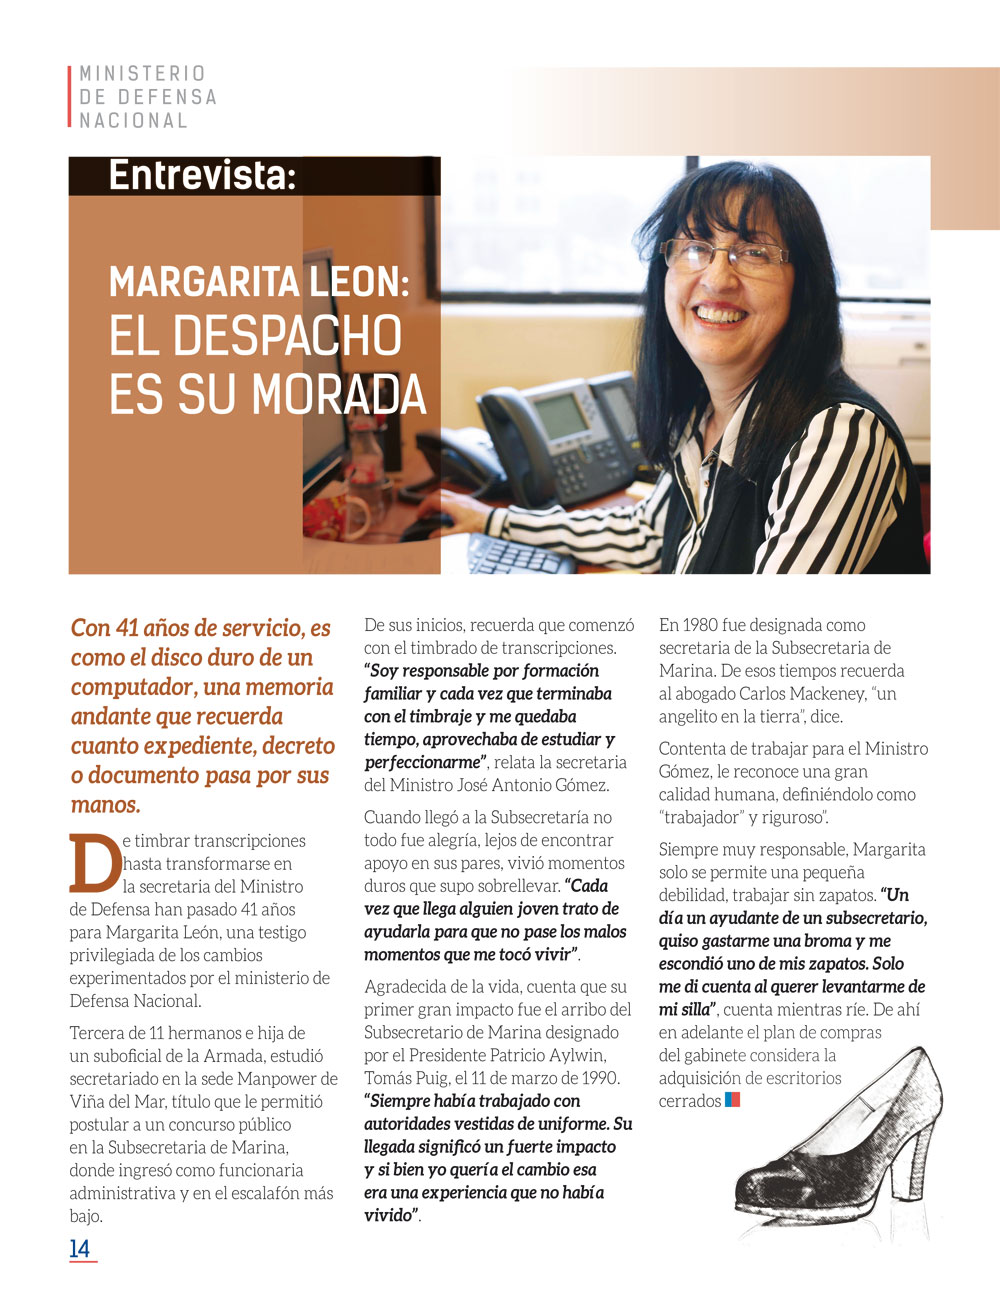 MINISTERIO
DE DEFENSA
NACIONAL
Entrevista:
MARGARITA LEON:
EL DESPACHO
ES SU MORADA
Con 41 años de servicio, es
como el disco duro de un
computador, una memoria
andante que recuerda
cuanto expediente, decreto
o documento pasa por sus
manos.
De timbrar transcripciones
hasta transformarse en
la secretaria del Ministro
de Defensa han pasado 41 años
para Margarita León, una testigo
privilegiada de los cambios
experimentados por el ministerio de
Defensa Nacional.
Tercera de 11 hermanos e hija de
un suboficial de la Armada, estudió
secretariado en la sede Manpower de
Viña del Mar, título que le permitió
postular a un concurso público
en la Subsecretaria de Marina,
donde ingresó como funcionaria
administrativa y en el escalafón más
bajo.
De sus inicios, recuerda que comenzó
con el timbrado de transcripciones.
“Soy responsable por formación
familiar y cada vez que terminaba
con el timbraje y me quedaba
tiempo, aprovechaba de estudiar y
perfeccionarme”, relata la secretaria
del Ministro José Antonio Gómez.
Cuando llegó a la Subsecretaría no
todo fue alegría, lejos de encontrar
apoyo en sus pares, vivió momentos
duros que supo sobrellevar. “Cada
vez que llega alguien joven trato de
ayudarla para que no pase los malos
momentos que me tocó vivir”.
Agradecida de la vida, cuenta que su
primer gran impacto fue el arribo del
Subsecretario de Marina designado
por el Presidente Patricio Aylwin,
Tomás Puig, el 11 de marzo de 1990.
“Siempre había trabajado con
autoridades vestidas de uniforme. Su
llegada significó un fuerte impacto
y si bien yo quería el cambio esa
era una experiencia que no había
vivido”.
En 1980 fue designada como
secretaria de la Subsecretaria de
Marina. De esos tiempos recuerda
al abogado Carlos Mackeney, “un
angelito en la tierra”, dice.
Contenta de trabajar para el Ministro
Gómez, le reconoce una gran
calidad humana, definiéndolo como
“trabajador” y riguroso”.
Siempre muy responsable, Margarita
solo se permite una pequeña
debilidad, trabajar sin zapatos. “Un
día un ayudante de un subsecretario,
quiso gastarme una broma y me
escondió uno de mis zapatos. Solo
me di cuenta al querer levantarme de
mi silla”, cuenta mientras ríe. De ahí
en adelante el plan de compras
del gabinete considera la
adquisición de escritorios
cerrados
14